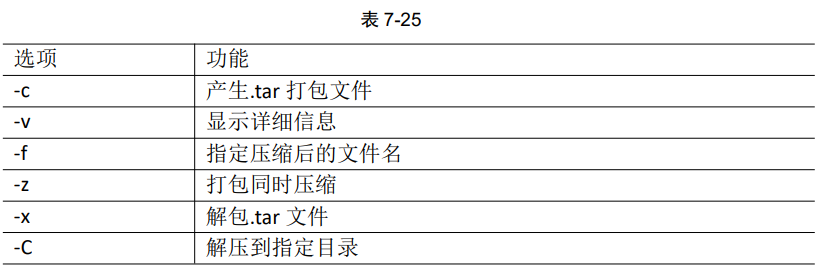 表 7-25
选项 功能
-c 产生.tar 打包文件
-v 显示详细信息
-f 指定压缩后的文件名
-z 打包同时压缩
-x 解包.tar 文件
-C 解压到指定目录